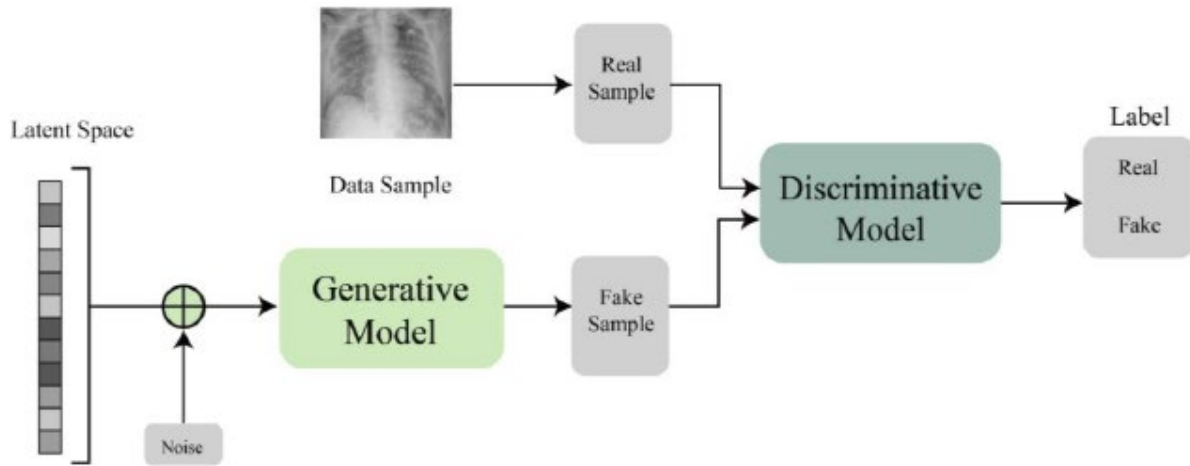 Latent Space
Data Sample
Real
Sample
Generative
Model
Noise
Fake
Sample
Discriminative
Model
Label
Real
Fake